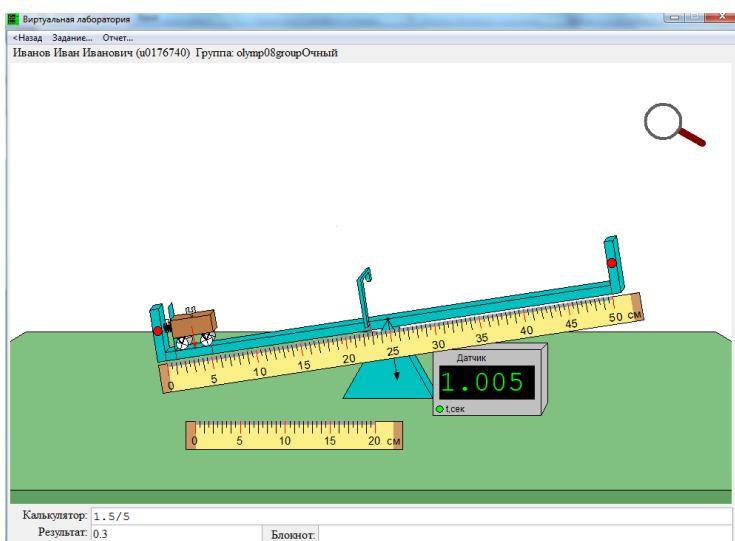 Виртуальная лаборатория
<Назад Задание... Отчет...
Иванов Иван Иванович (u0176740) Группа: olymp08groupОчный
0 5 10 15 20 25 30 35 40 45 50 см
Датчик
1.005
t,сек
0 5 10 15 20 см
Калькулятор: 1.5/5
Результат: 0.3 Блокнот: